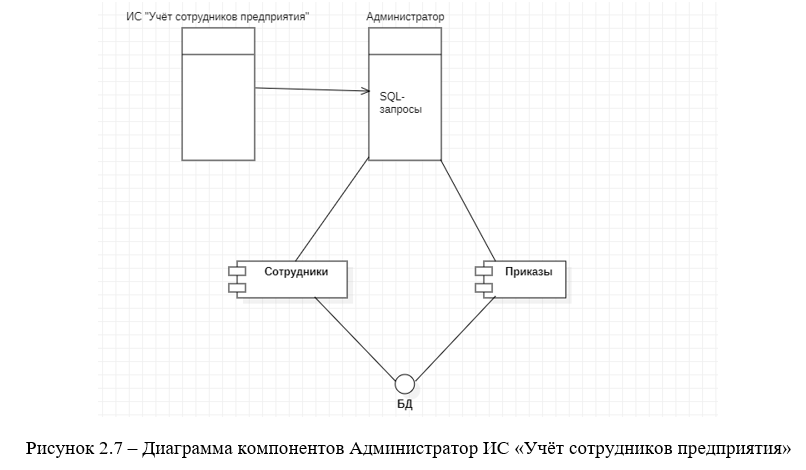 ИС "Учёт сотрудников предприятия"
Администратор
SQL-
запросы
Сотрудники
Приказы
БД
Рисунок 2.7 – Диаграмма компонентов Администратор ИС «Учёт сотрудников предприятия»